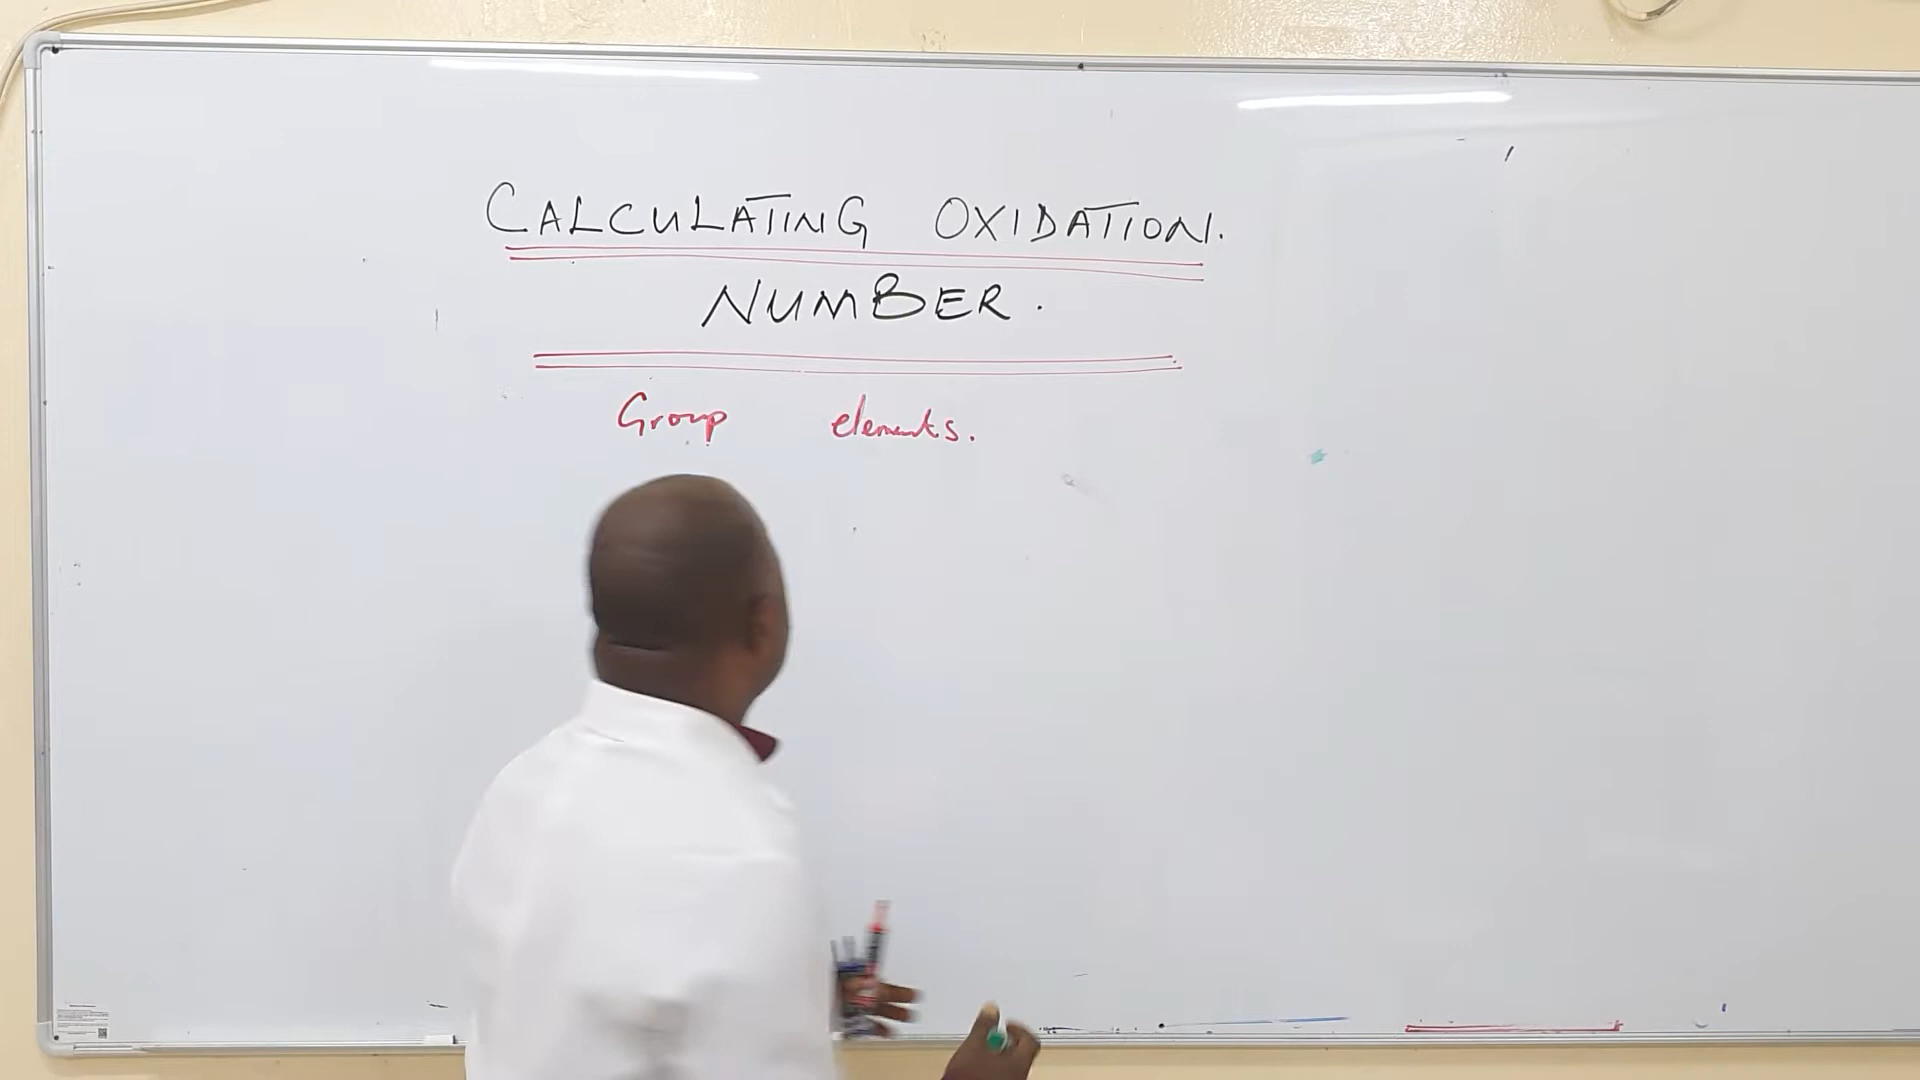 CALCULATING OXIDATION.
NUMBER.
Group elements.